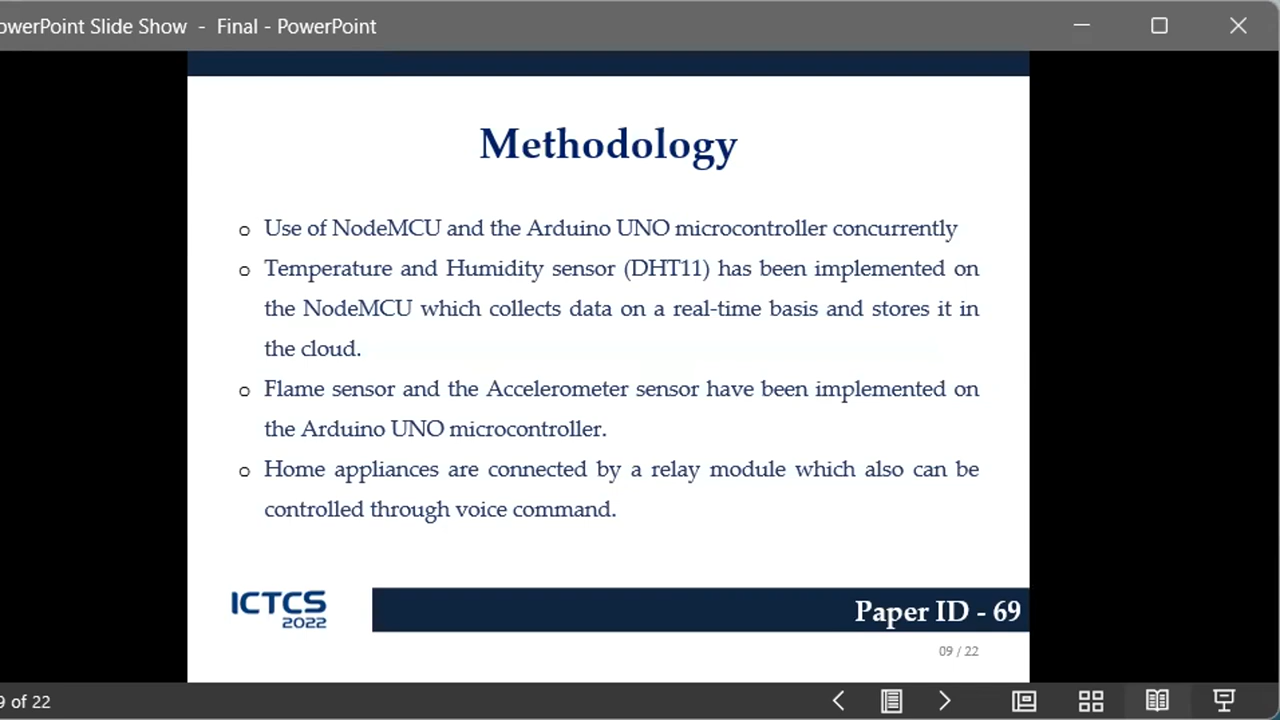 PowerPoint Slide Show - Final - PowerPoint
Methodology
o Use of NodeMCU and the Arduino UNO microcontroller concurrently
o Temperature and Humidity sensor (DHT11) has been implemented on
the NodeMCU which collects data on a real-time basis and stores it in
the cloud.
o Flame sensor and the Accelerometer sensor have been implemented on
the Arduino UNO microcontroller.
o Home appliances are connected by a relay module which also can be
controlled through voice command.
ICTCS
2022
Paper ID - 69
09 / 22
9 of 22